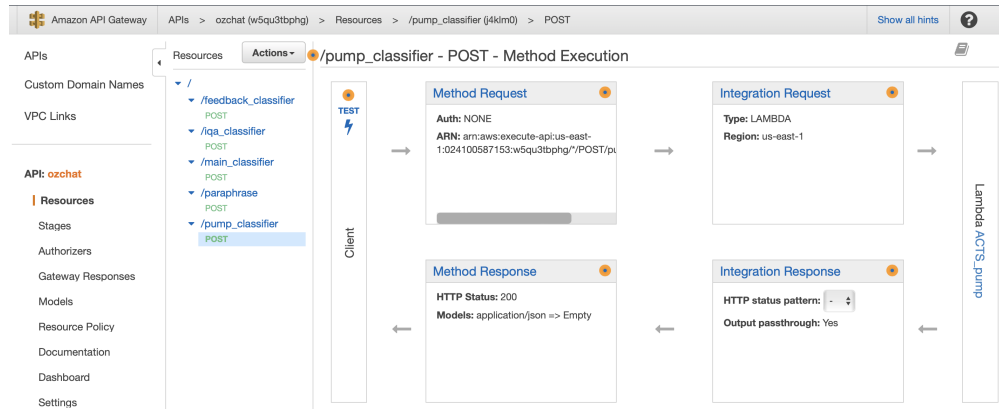 Amazon API Gateway
APIs > ozchat (w5qu3tbphg) > Resources > /pump_classifier (j4klm0) > POST
Show all hints
?
APIs
Custom Domain Names
VPC Links
API: ozchat
Resources
Stages
Authorizers
Gateway Responses
Models
Resource Policy
Documentation
Dashboard
Settings
Resources
Actions
/
/feedback_classifier
POST
/iqa_classifier
POST
/main_classifier
POST
/paraphrase
POST
/pump_classifier
POST
/pump_classifier - POST - Method Execution
TEST
Client
Method Request
Auth: NONE
ARN: arn:aws:execute-api:us-east-
1:024100587153:w5qu3tbphg/*/POST/pu
Integration Request
Type: LAMBDA
Region: us-east-1
Lambda ACTS_pump
Method Response
HTTP Status: 200
Models: application/json => Empty
Integration Response
HTTP status pattern: -
Output passthrough: Yes